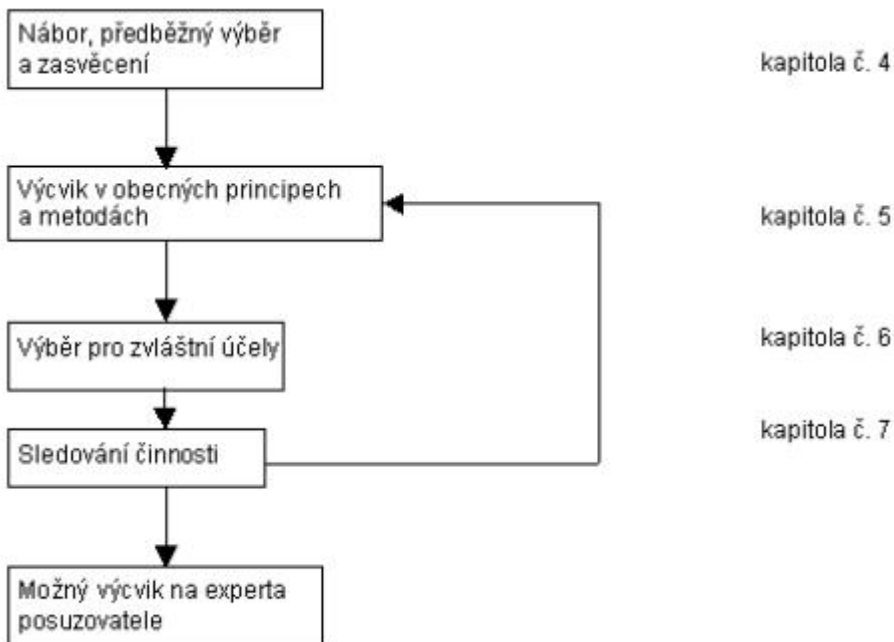 Nábor, předběžný výběr
a zasvěcení
kapitola č. 4
Výcvik v obecných principech
a metodách
kapitola č. 5
Výběr pro zvláštní účely
kapitola č. 6
Sledování činnosti
kapitola č. 7
Možný výcvik na experta
posuzovatele